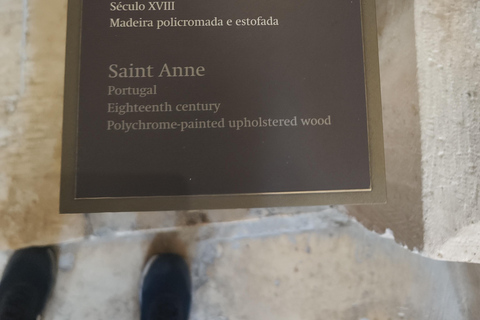 Século XVIII
Madeira policromada e estofada
Saint Anne
Portugal
Eighteenth century
Polychrome-painted upholstered wood